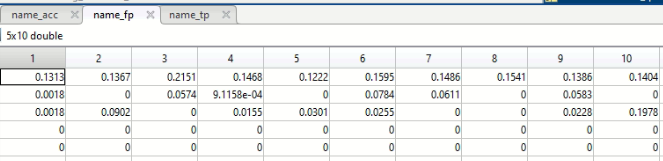 name_acc name_fp name_tp
5x10 double
1 2 3 4 5 6 7 8 9 10
0.1313 0.1367 0.2151 0.1468 0.1222 0.1595 0.1486 0.1541 0.1386 0.1404
0.0018 0 0.0574 9.1158e-04 0 0.0784 0.0611 0 0.0583 0
0.0018 0.0902 0 0.0155 0.0301 0.0255 0 0 0.0228 0.1978
0 0 0 0 0 0 0 0 0 0
0 0 0 0 0 0 0 0 0 0